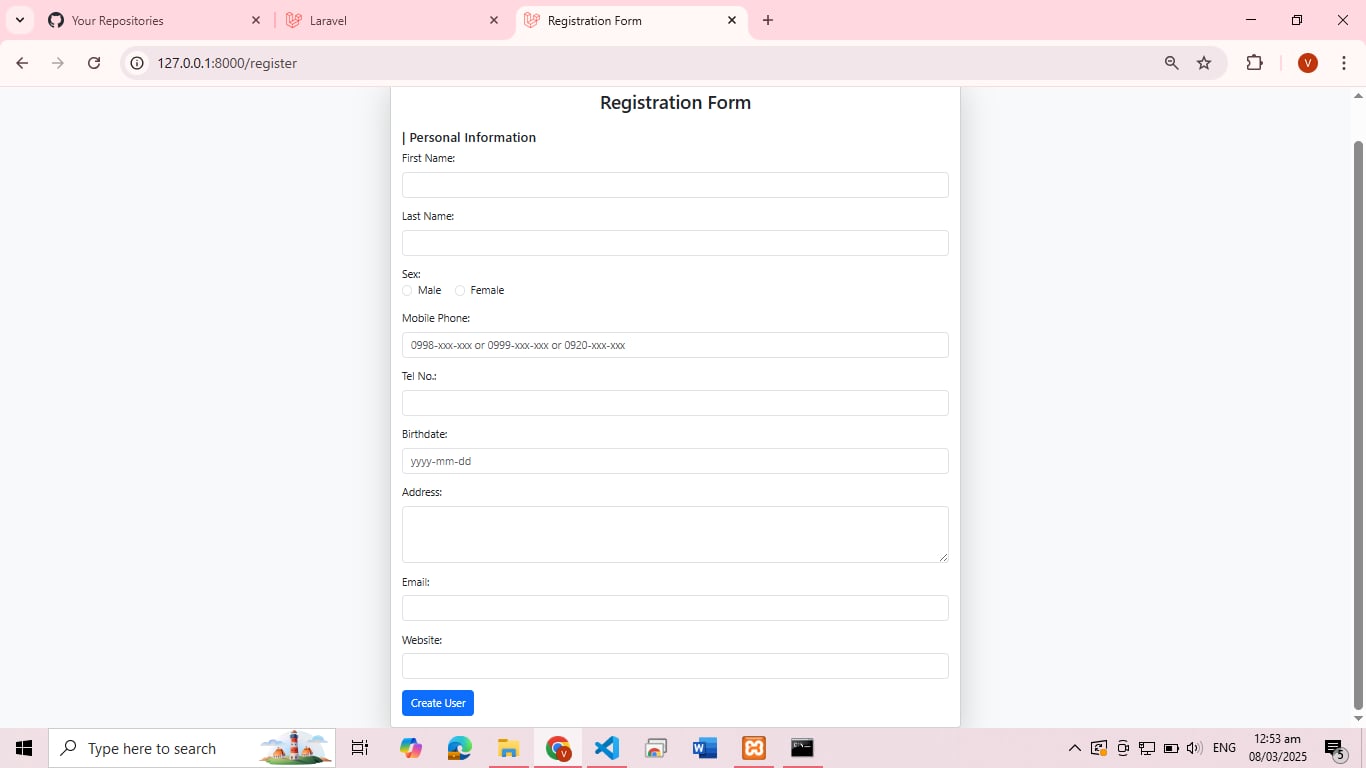 Your Repositories
Laravel
Registration Form
127.0.0.1:8000/register
V
Registration Form
| Personal Information
First Name:
Last Name:
Sex:
Male Female
Mobile Phone:
0998-xxx-xxx or 0999-xxx-xxx or 0920-xxx-xxx
Tel No.:
Birthdate:
yyyy-mm-dd
Address:
Email:
Website:
Create User
Type here to search
V
W
ENG
12:53 am
08/03/2025
5